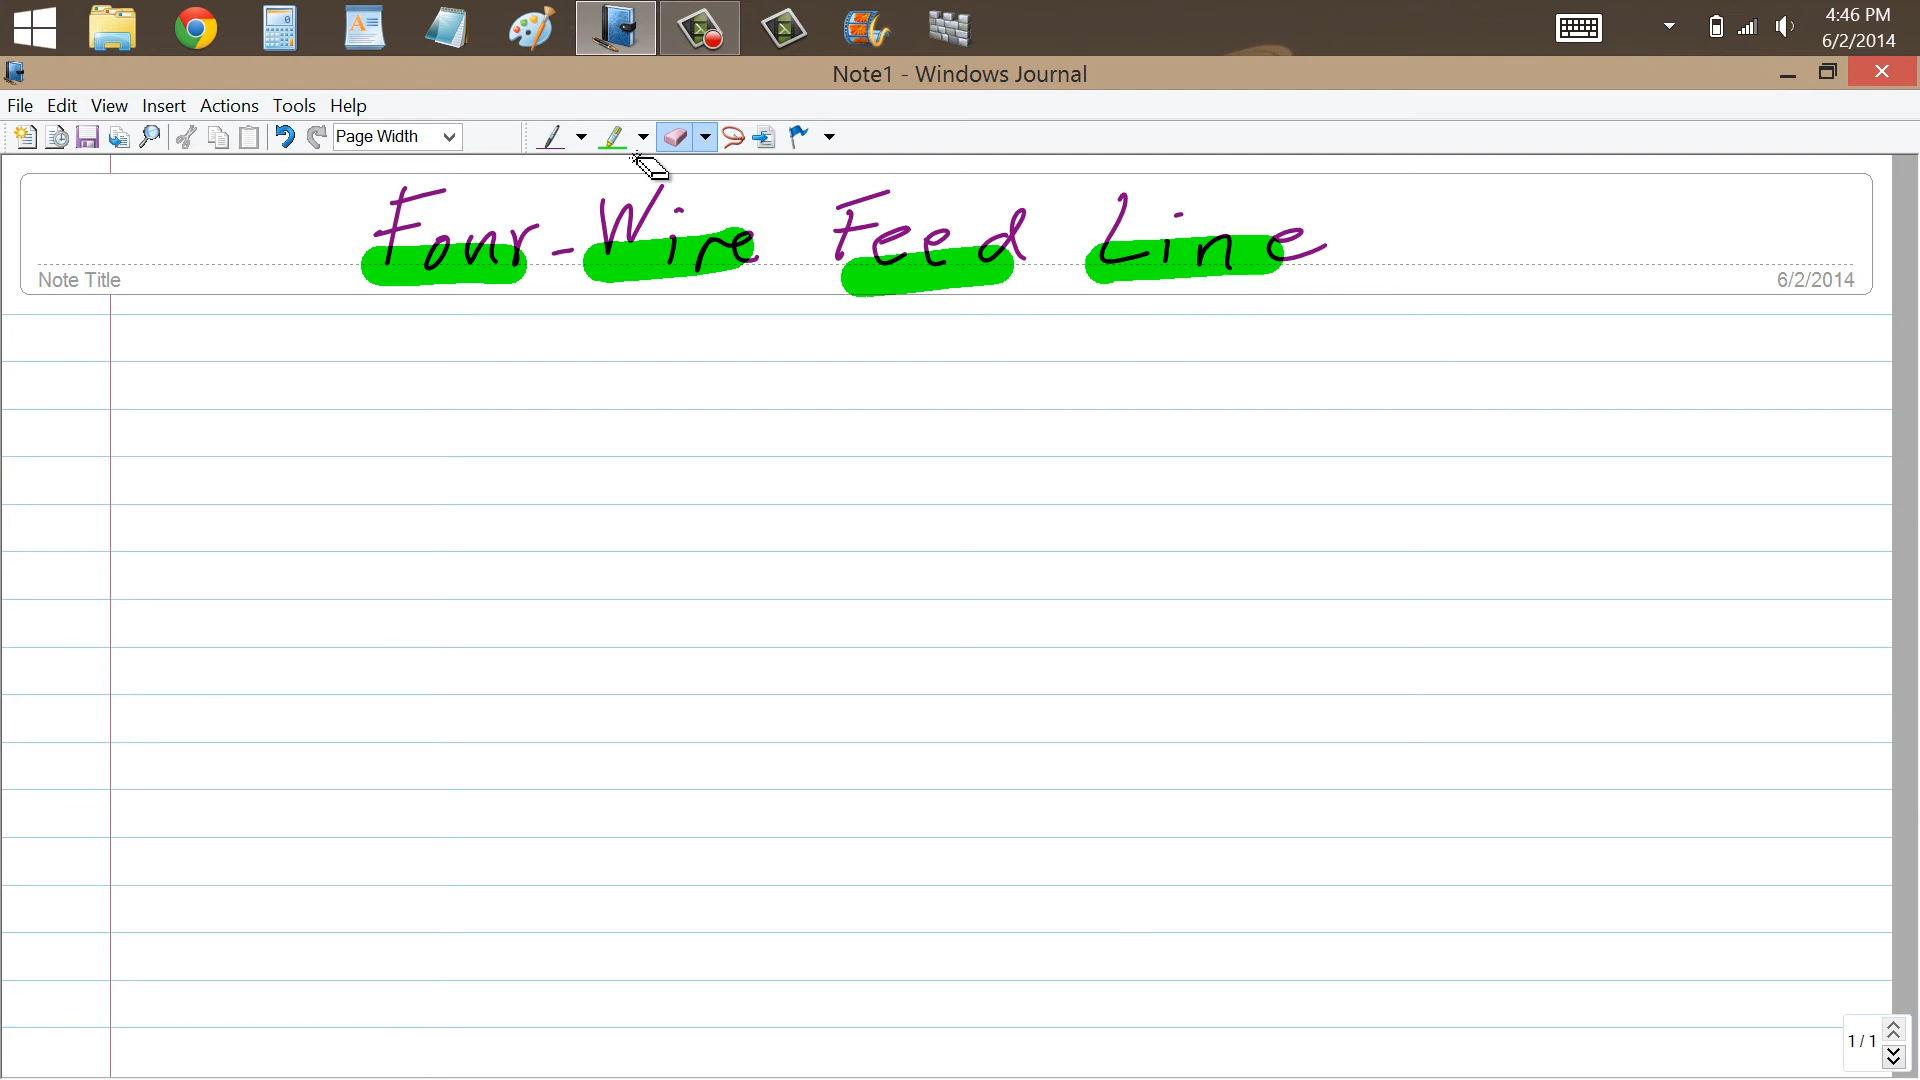 4:46 PM
6/2/2014
Note1 - Windows Journal
File Edit View Insert Actions Tools Help
Page Width
Four-Wire Feed Line
Note Title 6/2/2014
1 / 1